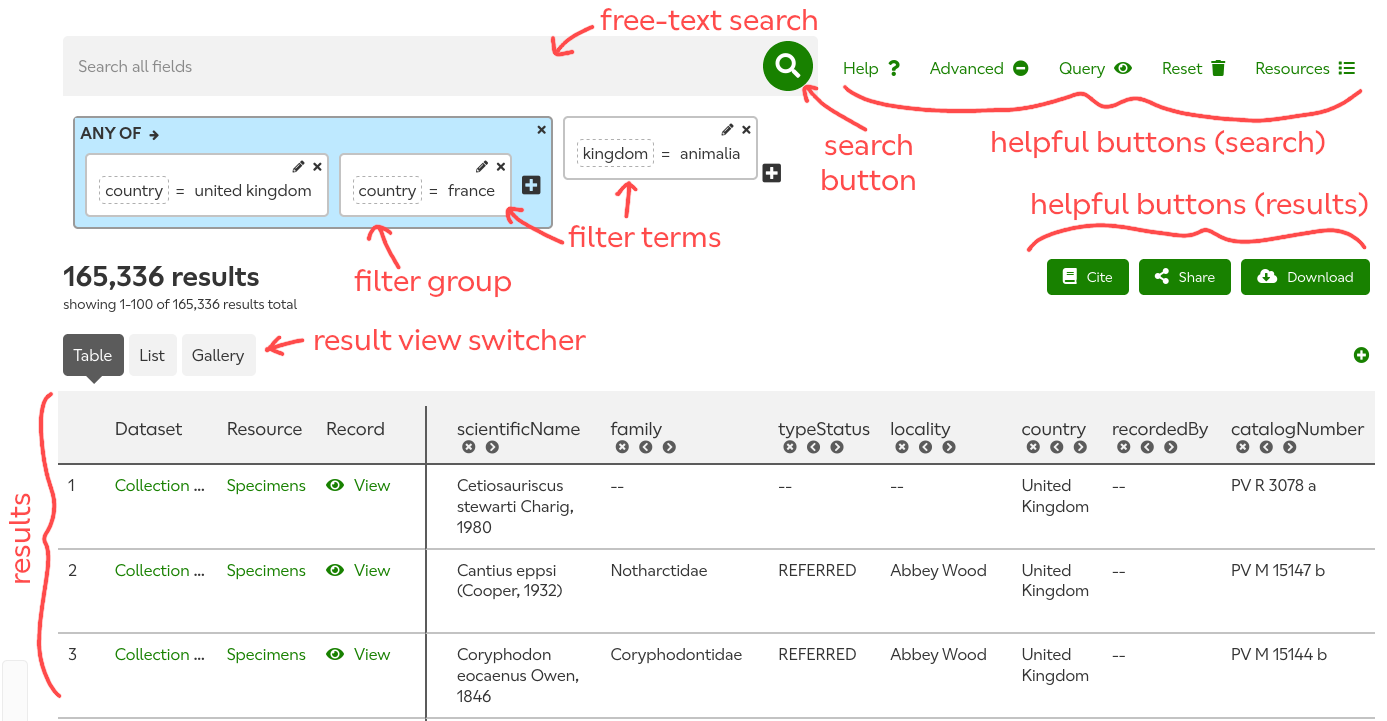 free-text search
Search all fields
Help ? Advanced Query Reset Resources
helpful buttons (search)
search
button
ANY OF
country = united kingdom
country = france
kingdom = animalia
filter terms
filter group
helpful buttons (results)
165,336 results
showing 1-100 of 165,336 results total
Cite Share Download
Table List Gallery
result view switcher
results
Dataset Resource Record scientificName family typeStatus locality country recordedBy catalogNumber
1 Collection ... Specimens View Cetiosauriscus -- -- -- United -- PV R 3078 a
stewarti Charig, Kingdom
1980
2 Collection ... Specimens View Cantius eppsi Notharctidae REFERRED Abbey Wood United -- PV M 15147 b
(Cooper, 1932) Kingdom
3 Collection ... Specimens View Coryphodon Coryphodontidae REFERRED Abbey Wood United -- PV M 15144 b
eocaenus Owen, Kingdom
1846